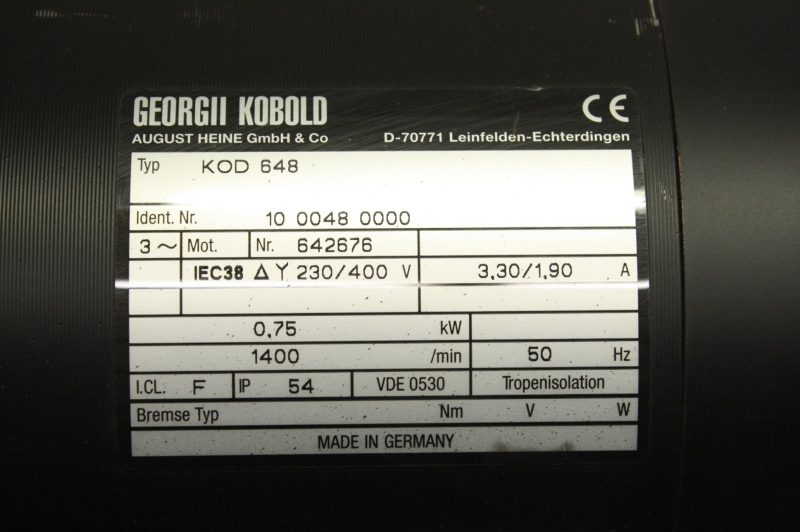 GEORGII KOBOLD CE
AUGUST HEINE GmbH & Co D-70771 Leinfelden-Echterdingen
Typ KOD 648
Ident. Nr. 10 0048 0000
3 ~ Mot. Nr. 642676
IEC38 Δ Y 230/400 V 3,30/1,90 A
0,75 kW
1400 /min 50 Hz
I.CL. F IP 54 VDE 0530 Tropenisolation
Bremse Typ Nm V W
MADE IN GERMANY